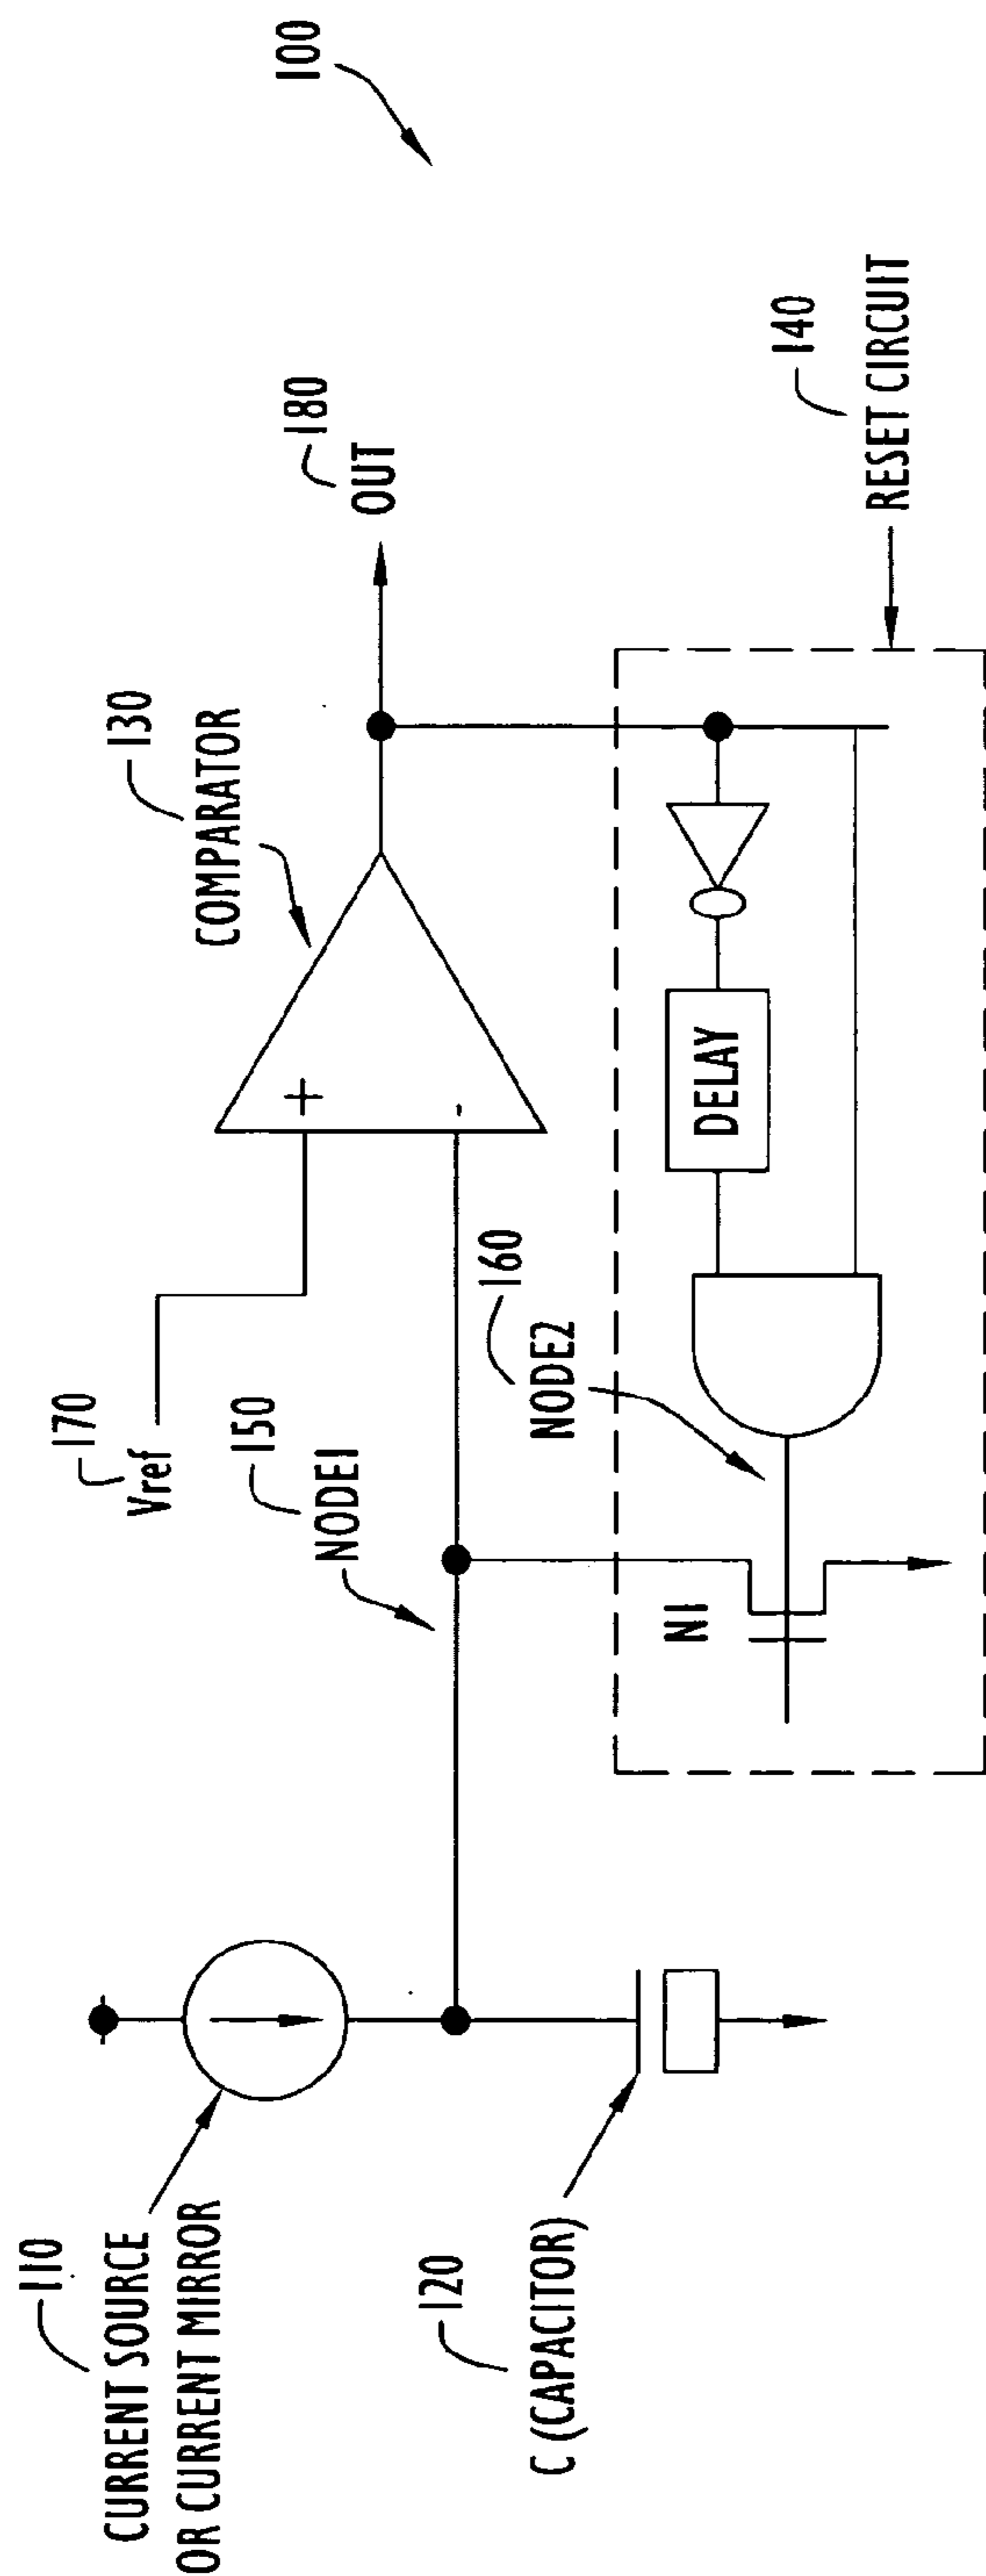 100
110
CURRENT SOURCE
OR CURRENT MIRROR
120
C (CAPACITOR)
170
Vref
150
NODE1
130
COMPARATOR
+
-
180
OUT
160
NODE2
N1
DELAY
140
RESET CIRCUIT